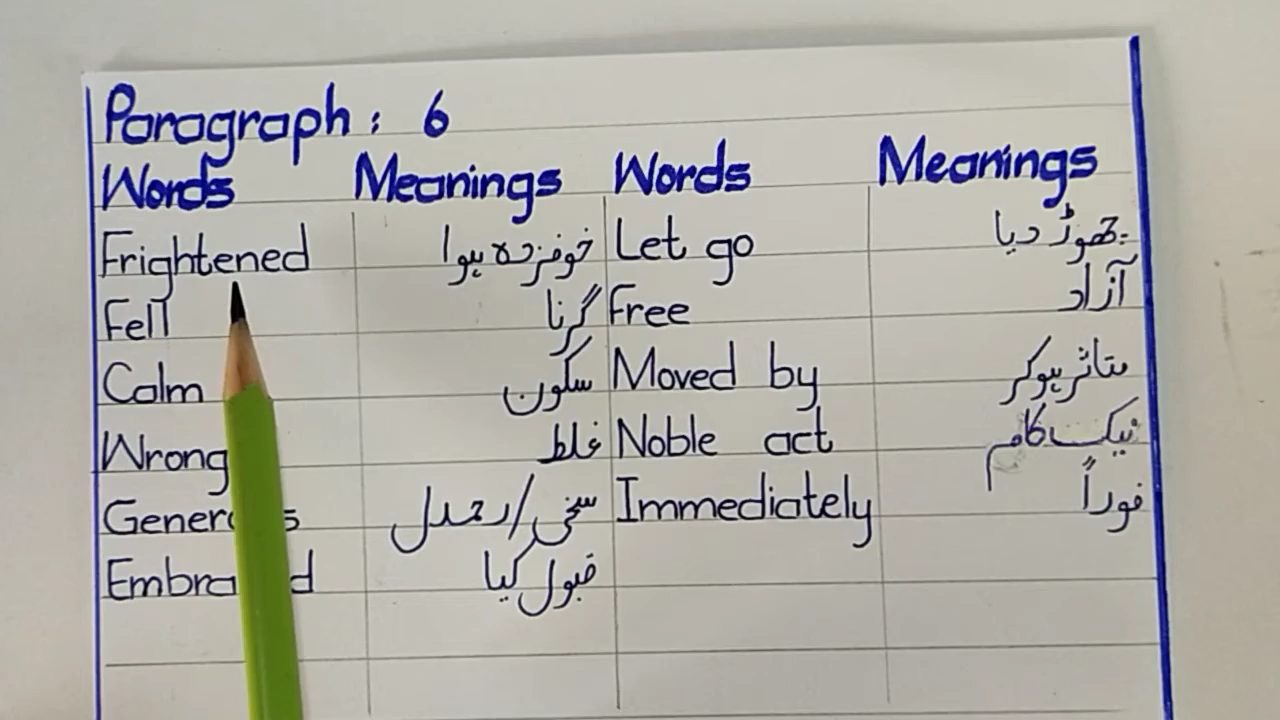 Paragraph: 6
Words Meanings Words Meanings
Frightened خوفزدہ ہوا Let go چھوڑ دیا
Fell گرنا Free آزاد
Calm سکون Moved by متاثر ہوکر
Wrong غلط Noble act نیک کام
سخی/رحمدل Immediately فوراً
قبول کیا